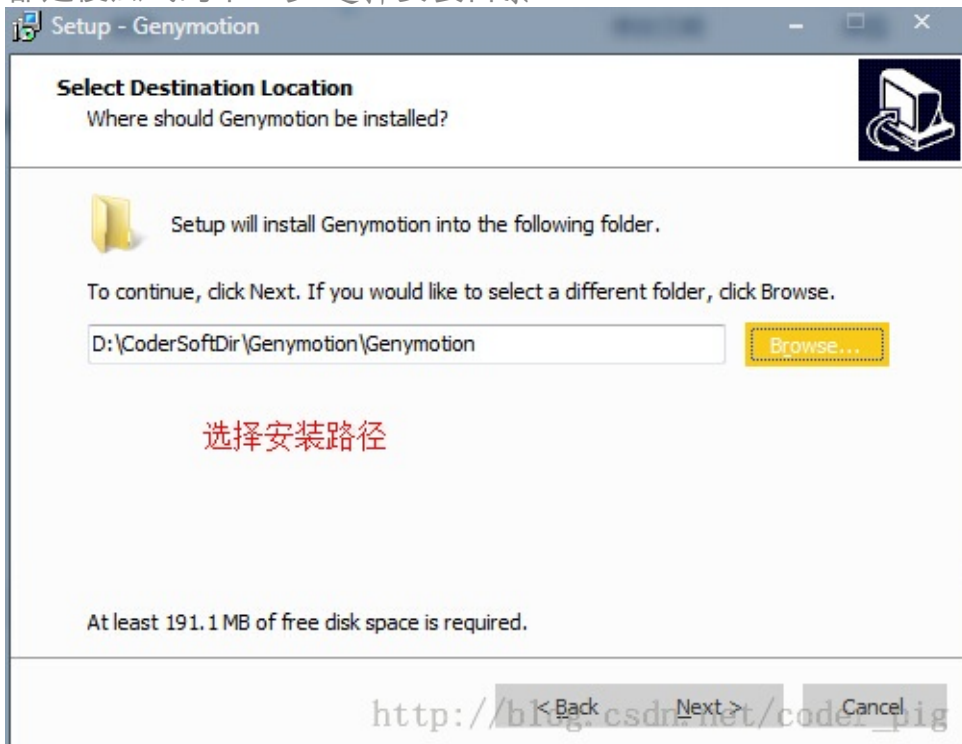 Setup - Genymotion
Select Destination Location
Where should Genymotion be installed?
Setup will install Genymotion into the following folder.
To continue, click Next. If you would like to select a different folder, click Browse.
D:\CoderSoftDir\Genymotion\Genymotion
Browse...
选择安装路径
At least 191.1 MB of free disk space is required.
< Back
Next >
Cancel
http://blog.csdn.net/coder_pig